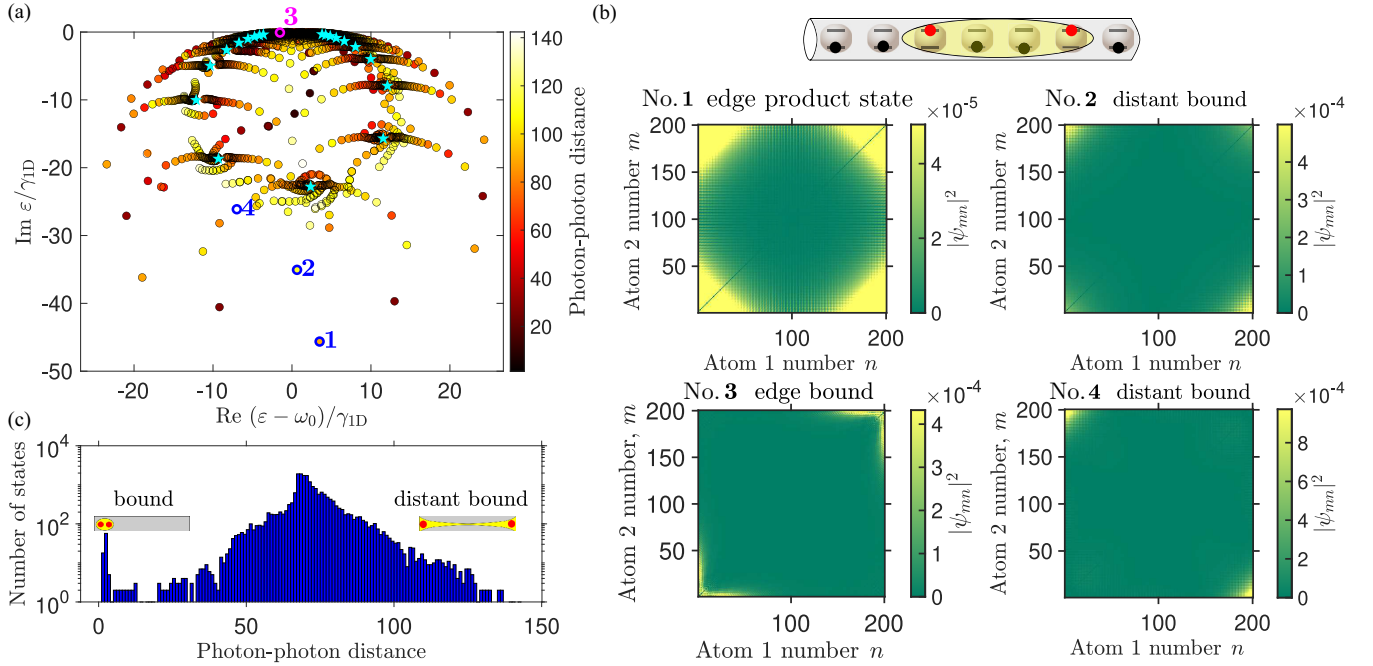 (a)
3
0
-10
-20
-30
-40
-50
Im ε/γ1D
4
2
1
-20 -10 0 10 20
Re (ε − ω0)/γ1D
140
120
100
80
60
40
20
Photon-photon distance
(b)
No. 1 edge product state
×10-5
200
150
100
50
Atom 2 number m
100 200
Atom 1 number n
4
2
0
|ψmn|2
No. 2 distant bound
×10-4
200
150
100
50
Atom 2 number m
100 200
Atom 1 number n
4
2
0
|ψmn|2
No. 3 edge bound
×10-4
200
150
100
50
Atom 2 number, m
100 200
Atom 1 number n
4
3
2
1
0
|ψmn|2
No. 4 distant bound
×10-4
200
150
100
50
Atom 2 number, m
100 200
Atom 1 number n
8
6
4
2
0
|ψmn|2
(c)
104
102
100
Number of states
bound
distant bound
0 50 100 150
Photon-photon distance